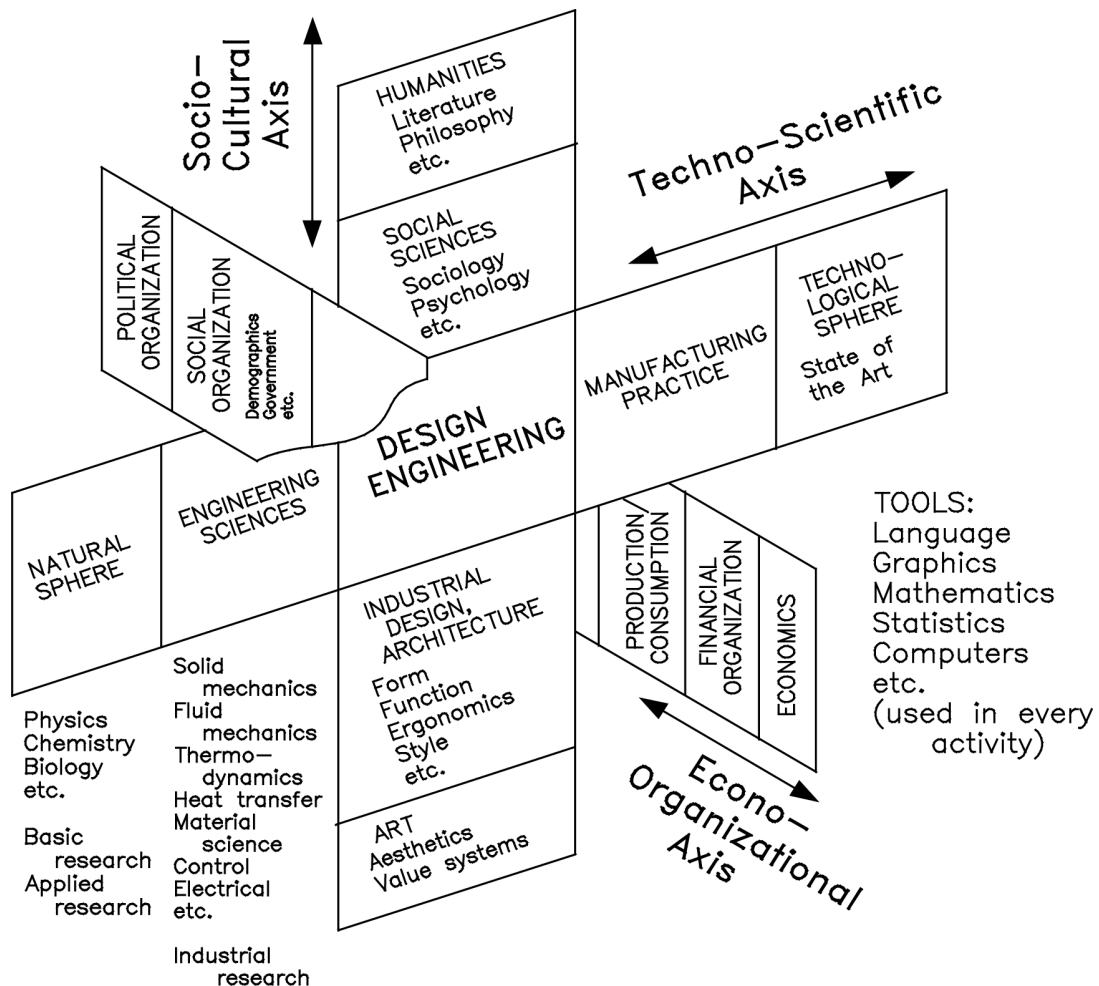 Socio-
Cultural
Axis
HUMANITIES
Literature
Philosophy
etc.
Techno-Scientific
Axis
POLITICAL
ORGANIZATION
SOCIAL
ORGANIZATION
Demographics
Government
etc.
SOCIAL
SCIENCES
Sociology
Psychology
etc.
MANUFACTURING
PRACTICE
TECHNO-
LOGICAL
SPHERE
State of
the Art
DESIGN
ENGINEERING
NATURAL
SPHERE
ENGINEERING
SCIENCES
INDUSTRIAL
DESIGN,
ARCHITECTURE
Form
Function
Ergonomics
Style
etc.
ART
Aesthetics
Value systems
PRODUCTION
CONSUMPTION
FINANCIAL
ORGANIZATION
ECONOMICS
Econo-
Organizational
Axis
TOOLS:
Language
Graphics
Mathematics
Statistics
Computers
etc.
(used in every
activity)
Physics
Chemistry
Biology
etc.
Basic
research
Applied
research
Solid
mechanics
Fluid
mechanics
Thermo-
dynamics
Heat transfer
Material
science
Control
Electrical
etc.
Industrial
research